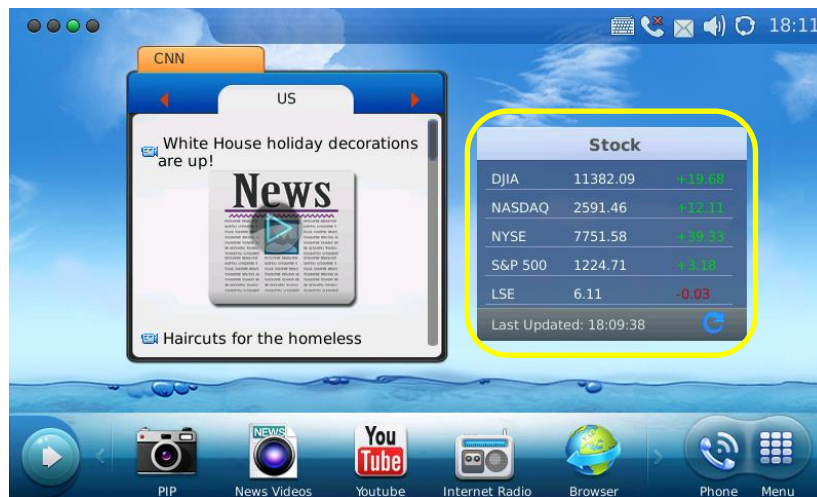 18:11
CNN
US
White House holiday decorations
are up!
News
Haircuts for the homeless
Stock
DJIA 11382.09 +19.68
NASDAQ 2591.46 +12.11
NYSE 7751.58 +39.33
S&P 500 1224.71 +3.18
LSE 6.11 -0.03
Last Updated: 18:09:38
NEWS
You
Tube
PIP News Videos Youtube Internet Radio Browser Phone Menu